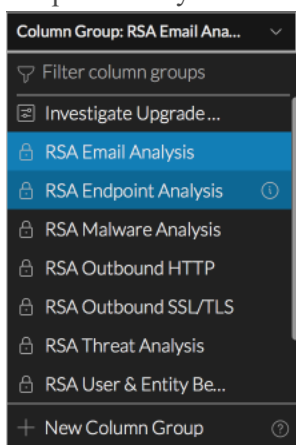 Column Group: RSA Email Ana...
Filter column groups
Investigate Upgrade...
RSA Email Analysis
RSA Endpoint Analysis
RSA Malware Analysis
RSA Outbound HTTP
RSA Outbound SSL/TLS
RSA Threat Analysis
RSA User & Entity Be...
+ New Column Group